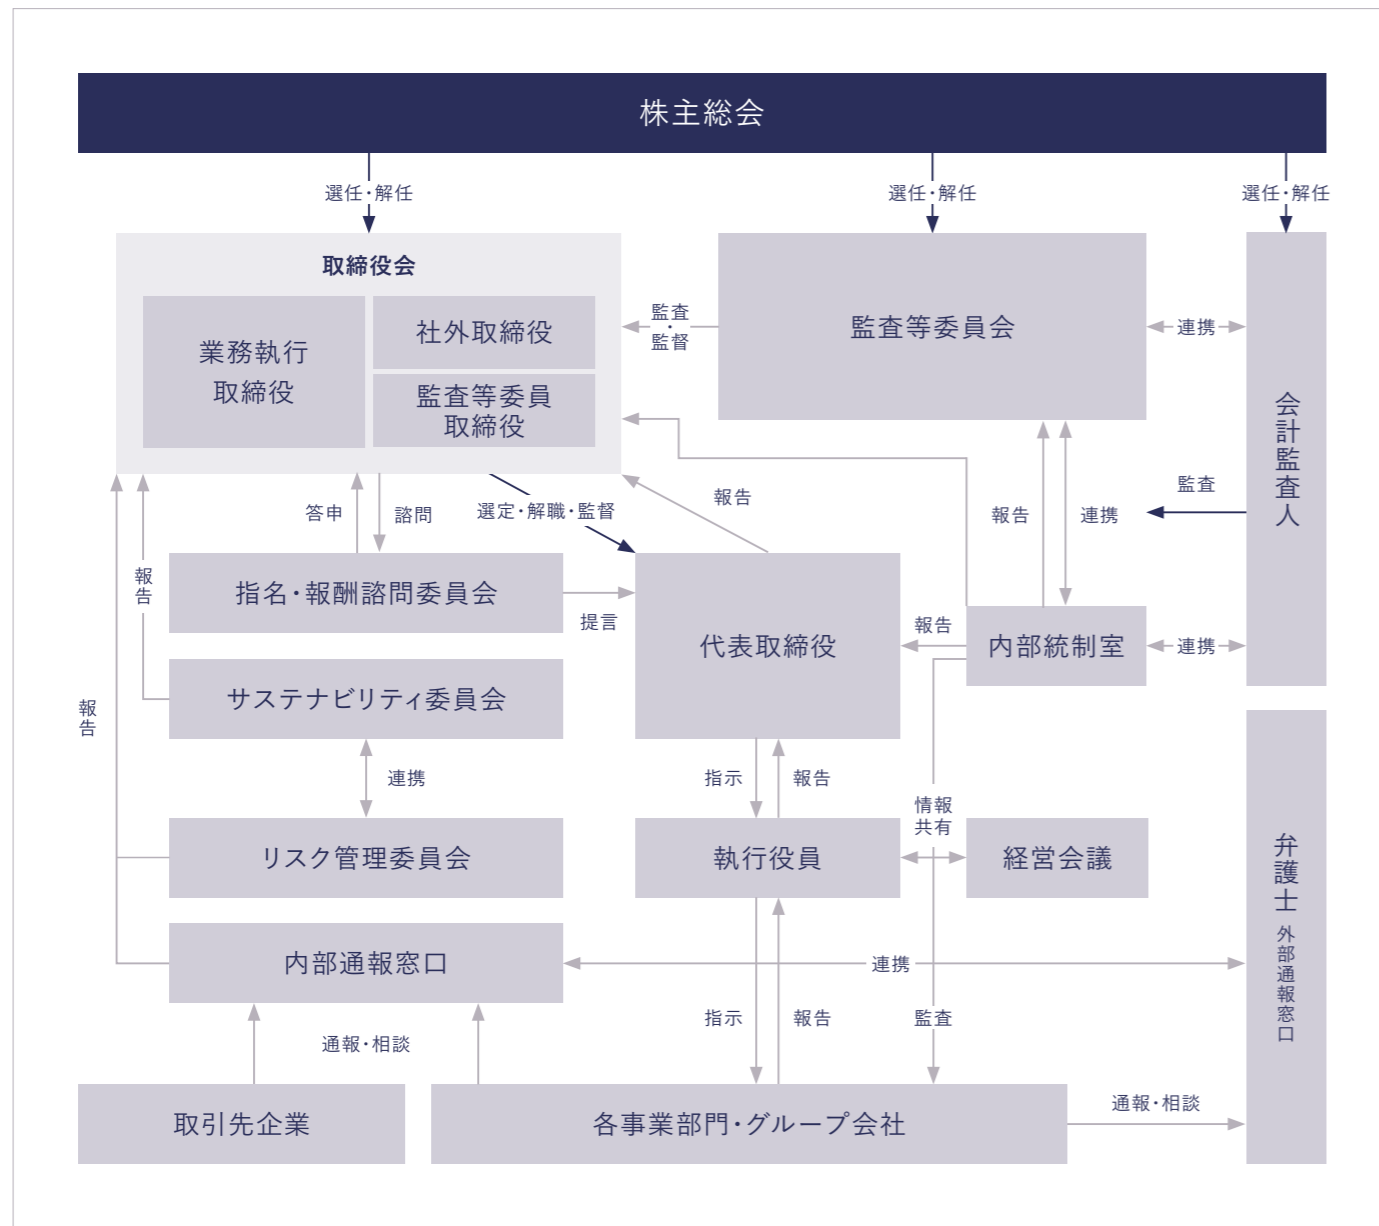 株主総会
選任・解任
選任・解任
選任・解任
取締役会
業務執行
取締役
社外取締役
監査等委員
取締役
監査
・
監督
監査等委員会
連携
会計監査人
答申
諮問
選定・解職・監督
報告
報告
連携
監査
報告
指名・報酬諮問委員会
提言
代表取締役
報告
内部統制室
連携
サステナビリティ委員会
報告
連携
指示
報告
情報
共有
リスク管理委員会
執行役員
経営会議
弁護士 外部通報窓口
内部通報窓口
連携
指示
報告
監査
通報・相談
取引先企業
各事業部門・グループ会社
通報・相談